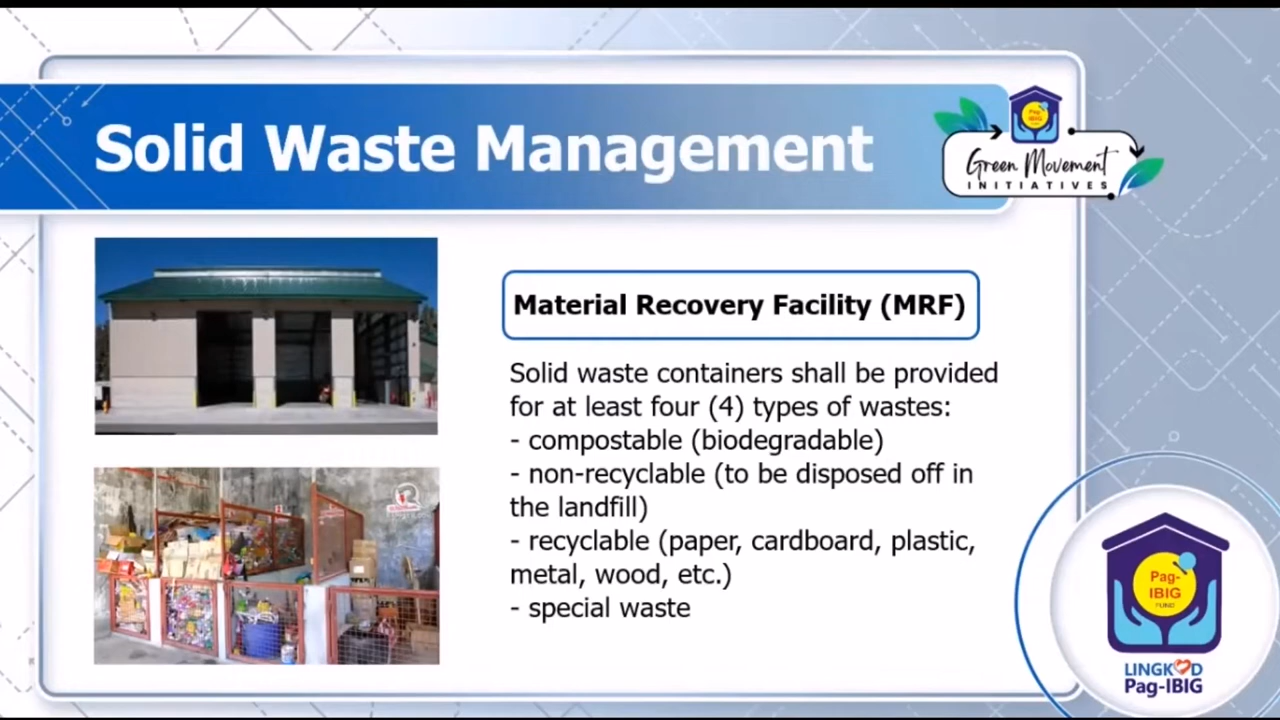 Solid Waste Management
Pag-
IBIG
Green Movement
INITIATIVES
Material Recovery Facility (MRF)
Solid waste containers shall be provided
for at least four (4) types of wastes:
- compostable (biodegradable)
- non-recyclable (to be disposed off in
the landfill)
- recyclable (paper, cardboard, plastic,
metal, wood, etc.)
- special waste
Pag-
IBIG
FUND
LINGKOD
Pag-IBIG